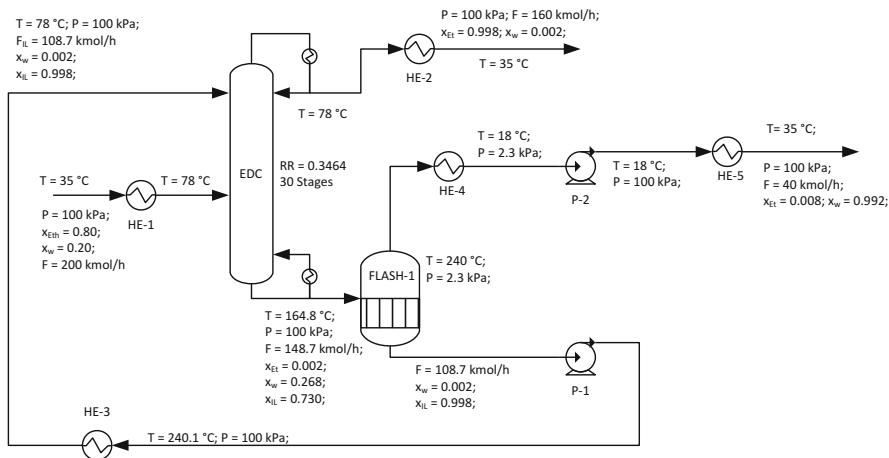 T = 78 °C; P = 100 kPa;
F_IL = 108.7 kmol/h
x_w = 0.002;
x_IL = 0.998;
P = 100 kPa; F = 160 kmol/h;
x_Et = 0.998; x_w = 0.002;
HE-2
T = 35 °C
T = 78 °C
T = 18 °C;
P = 2.3 kPa;
HE-4
P-2
T = 18 °C;
P = 100 kPa;
HE-5
T= 35 °C;
P = 100 kPa;
F = 40 kmol/h;
x_Et = 0.008; x_w = 0.992;
EDC
RR = 0.3464
30 Stages
T = 35 °C
HE-1
T = 78 °C
P = 100 kPa;
x_Eth = 0.80;
x_w = 0.20;
F = 200 kmol/h
FLASH-1
T = 240 °C;
P = 2.3 kPa;
T = 164.8 °C;
P = 100 kPa;
F = 148.7 kmol/h;
x_Et = 0.002;
x_w = 0.268;
x_IL = 0.730;
F = 108.7 kmol/h
x_w = 0.002;
x_IL = 0.998;
P-1
HE-3
T = 240.1 °C; P = 100 kPa;